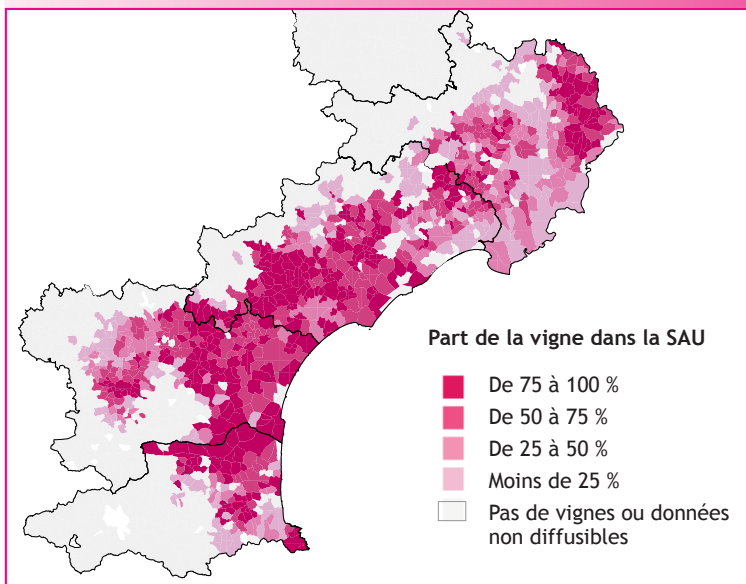 Part de la vigne dans la SAU
De 75 à 100 %
De 50 à 75 %
De 25 à 50 %
Moins de 25 %
Pas de vignes ou données
non diffusibles